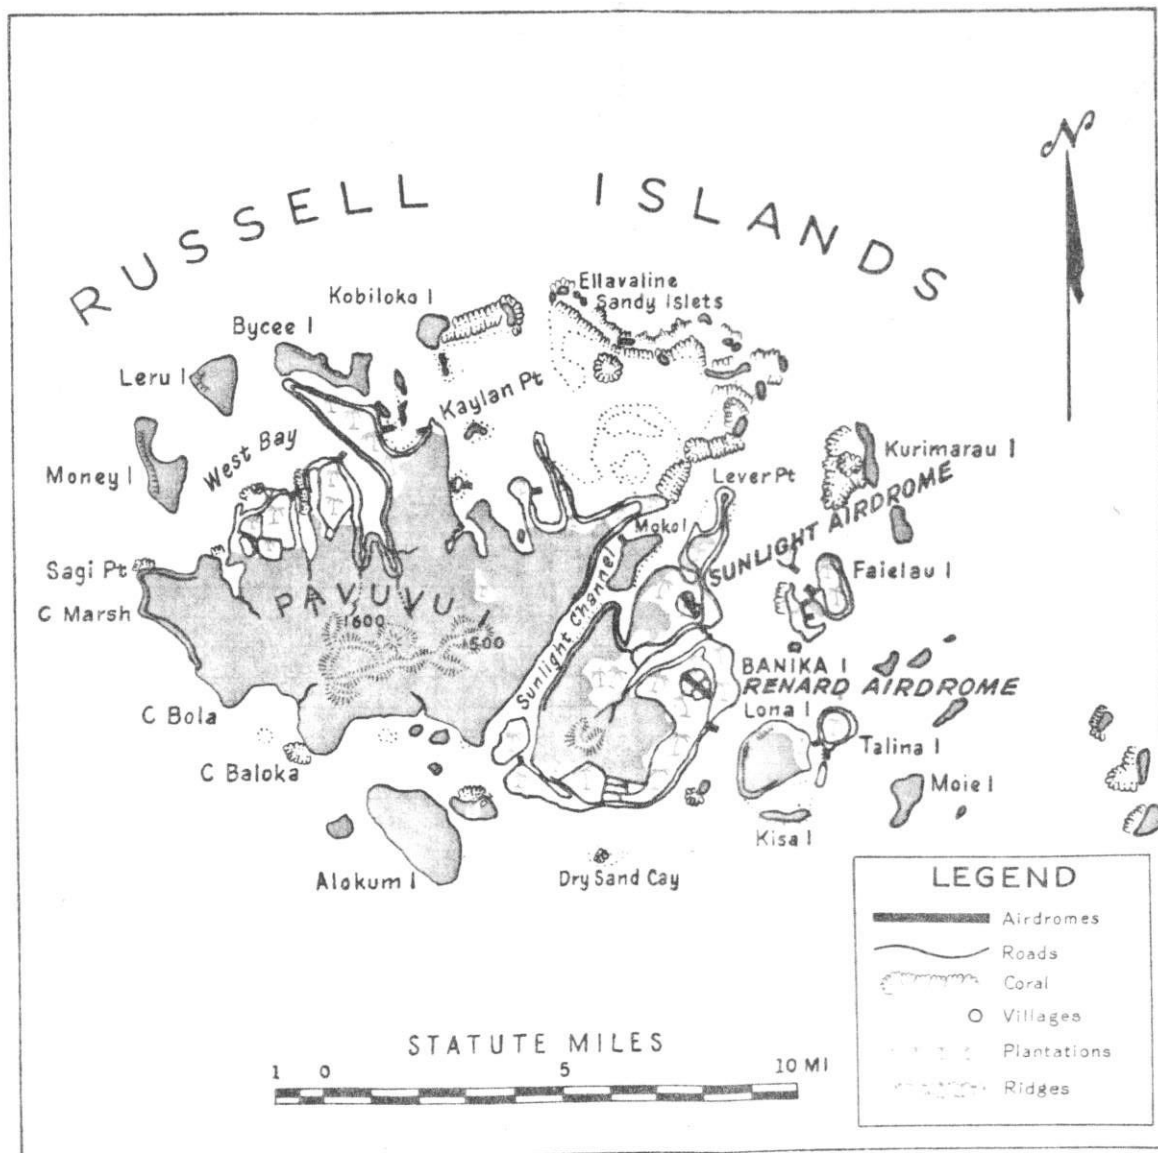 N
RUSSELL ISLANDS
Ellavaline
Sandy Islets
Kobiloka I
Bycee I
Leru I
Kaylan Pt
West Bay
Money I
Kurimarau I
Lever Pt
SUNLIGHT AIRDROME
Moko I
Sagi Pt
Faielau I
C Marsh
PAVUVU
1600
1500
Sunlight Channel
BANIKA I
RENARD AIRDROME
C Bola
Lona I
Talina I
C Baloka
Moie I
Kisa I
Alokum I
Dry Sand Cay
LEGEND
Airdromes
Roads
Coral
Villages
Plantations
Ridges
STATUTE MILES
1 0 5 10 MI